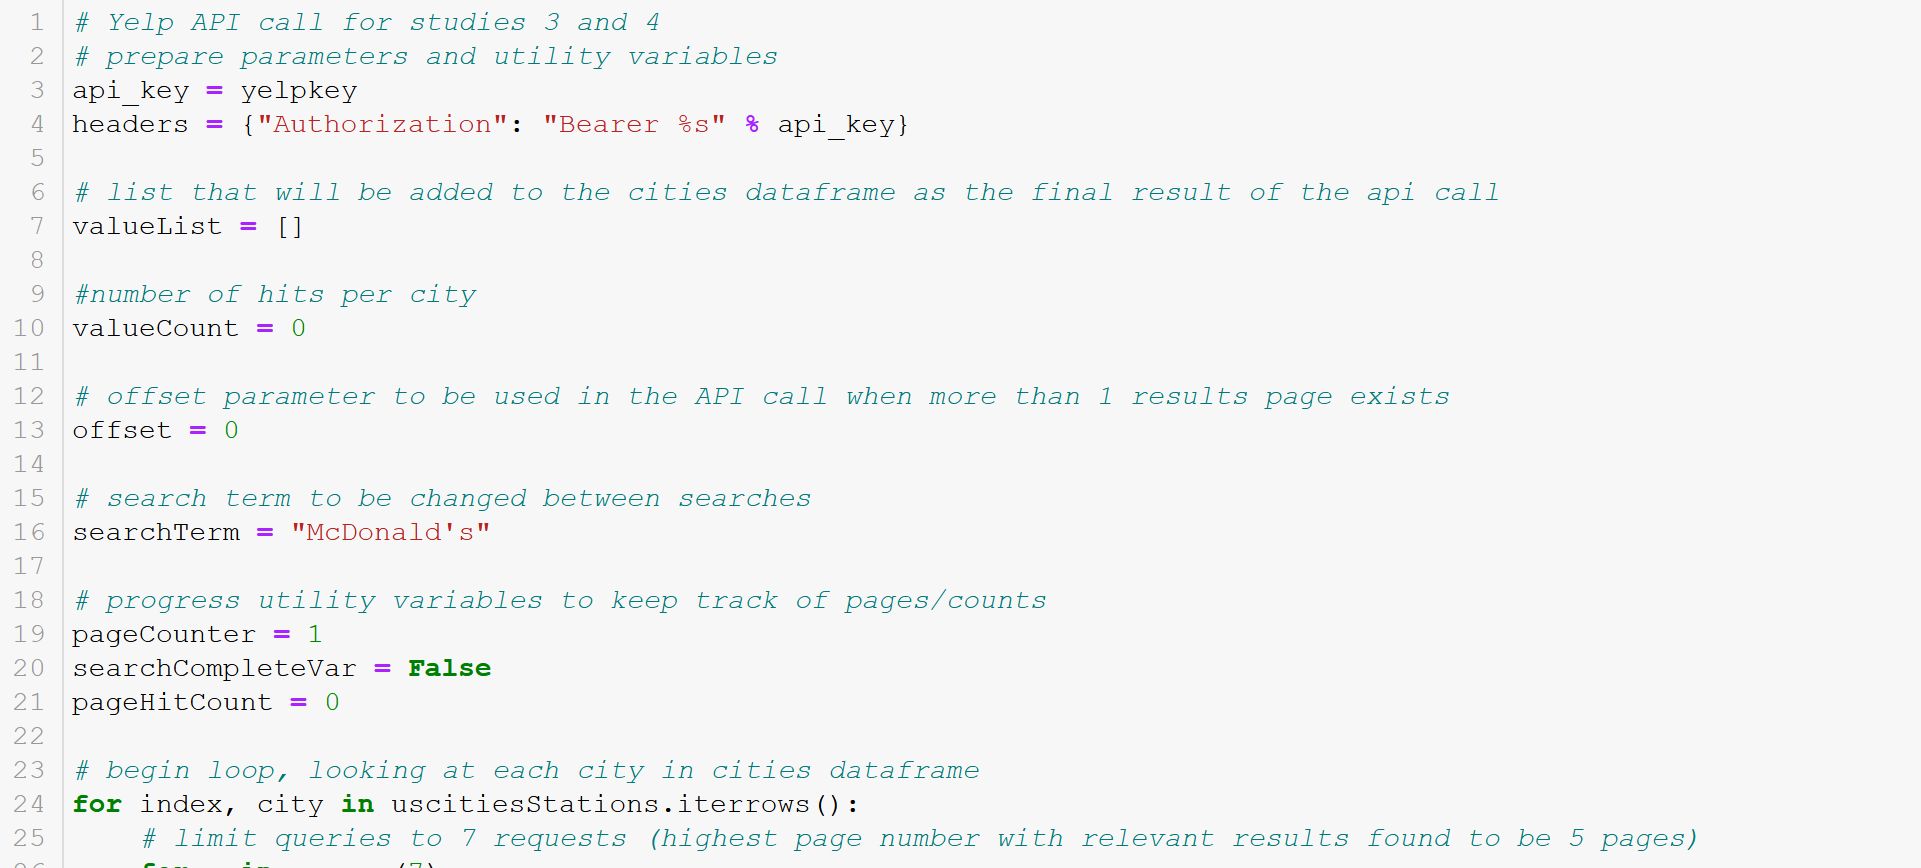 1 # Yelp API call for studies 3 and 4
2 # prepare parameters and utility variables
3 api_key = yelpkey
4 headers = {"Authorization": "Bearer %s" % api_key}
5
6 # list that will be added to the cities dataframe as the final result of the api call
7 valueList = []
8
9 #number of hits per city
10 valueCount = 0
11
12 # offset parameter to be used in the API call when more than 1 results page exists
13 offset = 0
14
15 # search term to be changed between searches
16 searchTerm = "McDonald's"
17
18 # progress utility variables to keep track of pages/counts
19 pageCounter = 1
20 searchCompleteVar = False
21 pageHitCount = 0
22
23 # begin loop, looking at each city in cities dataframe
24 for index, city in uscitiesStations.iterrows():
25 # limit queries to 7 requests (highest page number with relevant results found to be 5 pages)